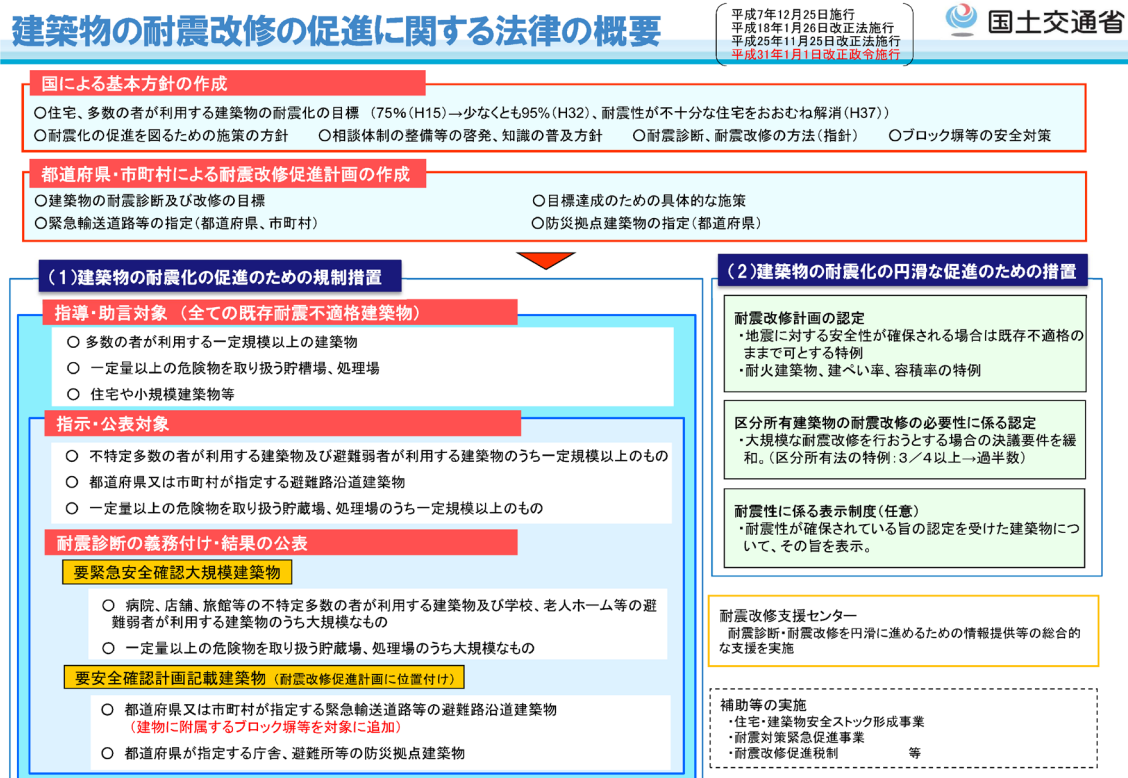 建築物の耐震改修の促進に関する法律の概要
平成7年12月25日施行
平成18年1月26日改正法施行
平成25年11月25日改正法施行
平成31年1月1日改正政令施行
国土交通省
国による基本方針の作成
○住宅、多数の者が利用する建築物の耐震化の目標 (75%(H15)→少なくとも95%(H32)、耐震性が不十分な住宅をおおむね解消(H37))
○耐震化の促進を図るための施策の方針 ○相談体制の整備等の啓発、知識の普及方針 ○耐震診断、耐震改修の方法(指針) ○ブロック塀等の安全対策
都道府県・市町村による耐震改修促進計画の作成
○建築物の耐震診断及び改修の目標 ○目標達成のための具体的な施策
○緊急輸送道路等の指定(都道府県、市町村) ○防災拠点建築物の指定(都道府県)
(1)建築物の耐震化の促進のための規制措置
指導・助言対象 (全ての既存耐震不適格建築物)
○ 多数の者が利用する一定規模以上の建築物
○ 一定量以上の危険物を取り扱う貯槽場、処理場
○ 住宅や小規模建築物等
指示・公表対象
○ 不特定多数の者が利用する建築物及び避難弱者が利用する建築物のうち一定規模以上のもの
○ 都道府県又は市町村が指定する避難路沿道建築物
○ 一定量以上の危険物を取り扱う貯蔵場、処理場のうち一定規模以上のもの
耐震診断の義務付け・結果の公表
要緊急安全確認大規模建築物
○ 病院、店舗、旅館等の不特定多数の者が利用する建築物及び学校、老人ホーム等の避
難弱者が利用する建築物のうち大規模なもの
○ 一定量以上の危険物を取り扱う貯蔵場、処理場のうち大規模なもの
要安全確認計画記載建築物 (耐震改修促進計画に位置付け)
○ 都道府県又は市町村が指定する緊急輸送道路等の避難路沿道建築物
(建物に附属するブロック塀等を対象に追加)
○ 都道府県が指定する庁舎、避難所等の防災拠点建築物
(2)建築物の耐震化の円滑な促進のための措置
耐震改修計画の認定
・地震に対する安全性が確保される場合は既存不適格の
ままで可とする特例
・耐火建築物、建ぺい率、容積率の特例
区分所有建築物の耐震改修の必要性に係る認定
・大規模な耐震改修を行おうとする場合の決議要件を緩
和。(区分所有法の特例:3/4以上→過半数)
耐震性に係る表示制度(任意)
・耐震性が確保されている旨の認定を受けた建築物につ
いて、その旨を表示。
耐震改修支援センター
耐震診断・耐震改修を円滑に進めるための情報提供等の総合的
な支援を実施
補助等の実施
・住宅・建築物安全ストック形成事業
・耐震対策緊急促進事業
・耐震改修促進税制 等